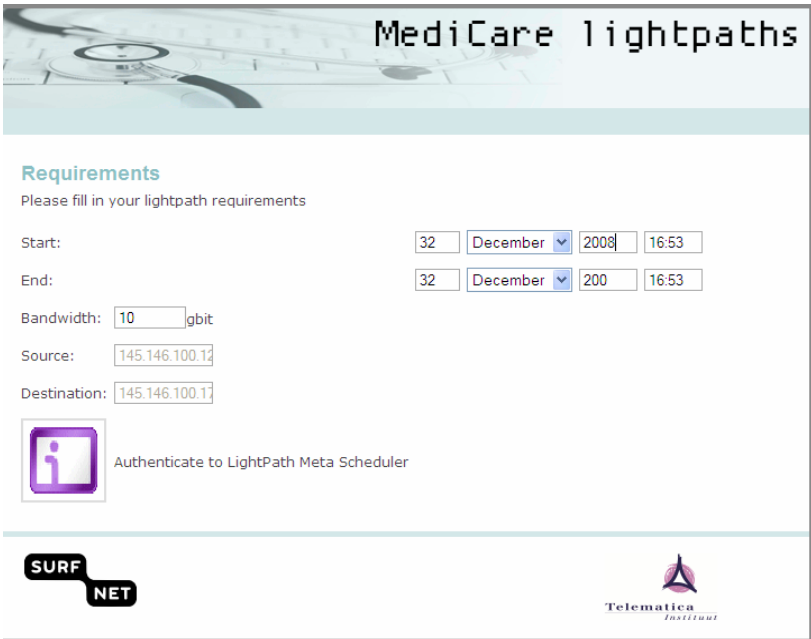 MediCare lightpaths
Requirements
Please fill in your lightpath requirements
Start: 32 December 2008 16:53
End: 32 December 200 16:53
Bandwidth: 10 gbit
Source: 145.146.100.12
Destination: 145.146.100.17
Authenticate to LightPath Meta Scheduler
SURF
NET
Telematica
Instituut